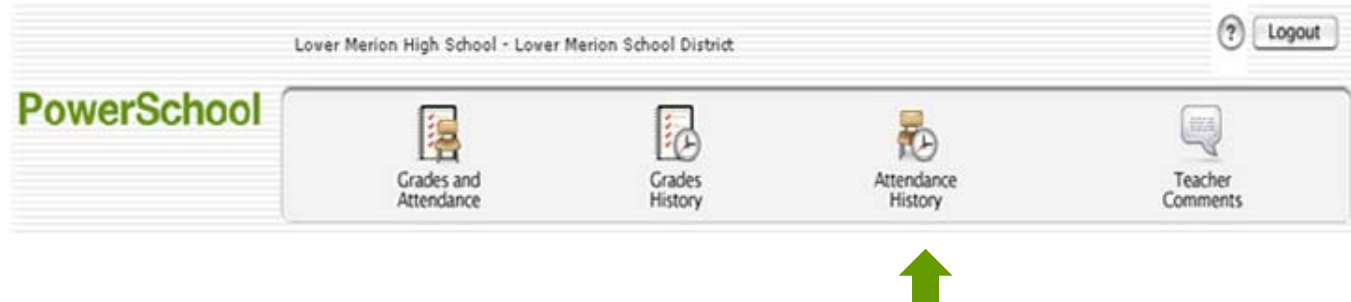 Lower Merion High School - Lower Merion School District
?
Logout
PowerSchool
Grades and
Attendance
Grades
History
Attendance
History
Teacher
Comments